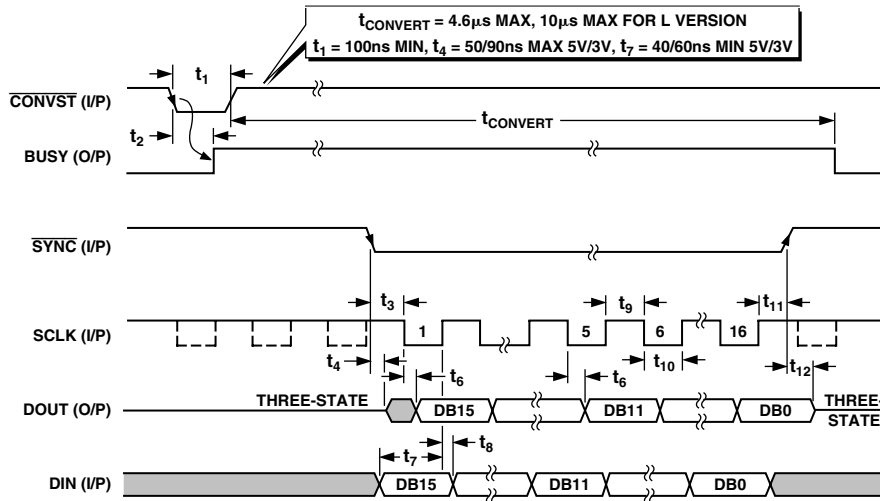 tCONVERT = 4.6µs MAX, 10µs MAX FOR L VERSION
t1 = 100ns MIN, t4 = 50/90ns MAX 5V/3V, t7 = 40/60ns MIN 5V/3V
t1
CONVST (I/P)
tCONVERT
t2
BUSY (O/P)
SYNC (I/P)
t3
t9
t11
SCLK (I/P)
1
5
6
16
t4
t6
t6
t10
t12
DOUT (O/P)
THREE-STATE
DB15
DB11
DB0
THREE-
STATE
t7
t8
DIN (I/P)
DB15
DB11
DB0